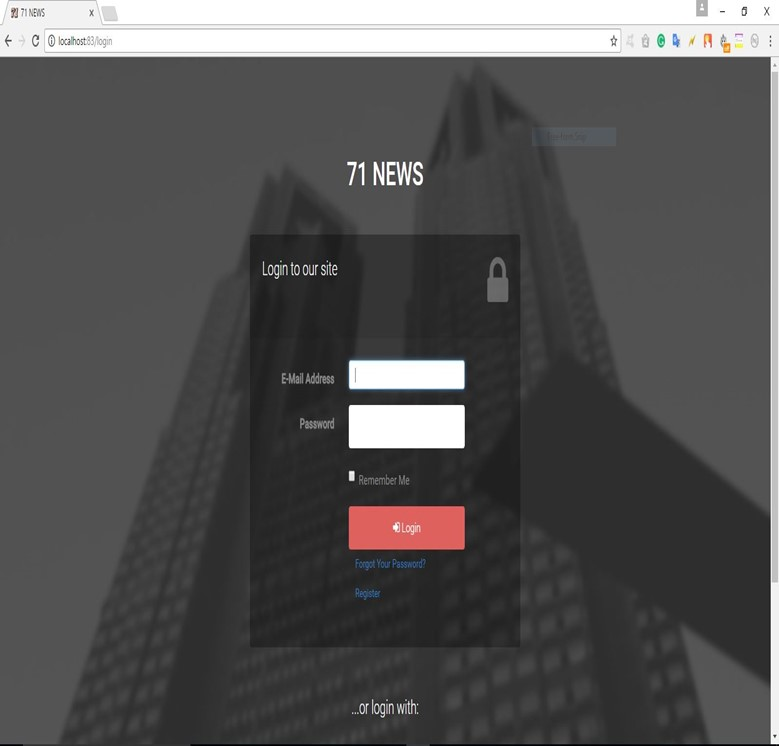 71 NEWS
localhost:83/login
71 NEWS
Login to our site
E-Mail Address
Password
Remember Me
Login
Forgot Your Password?
Register
...or login with: